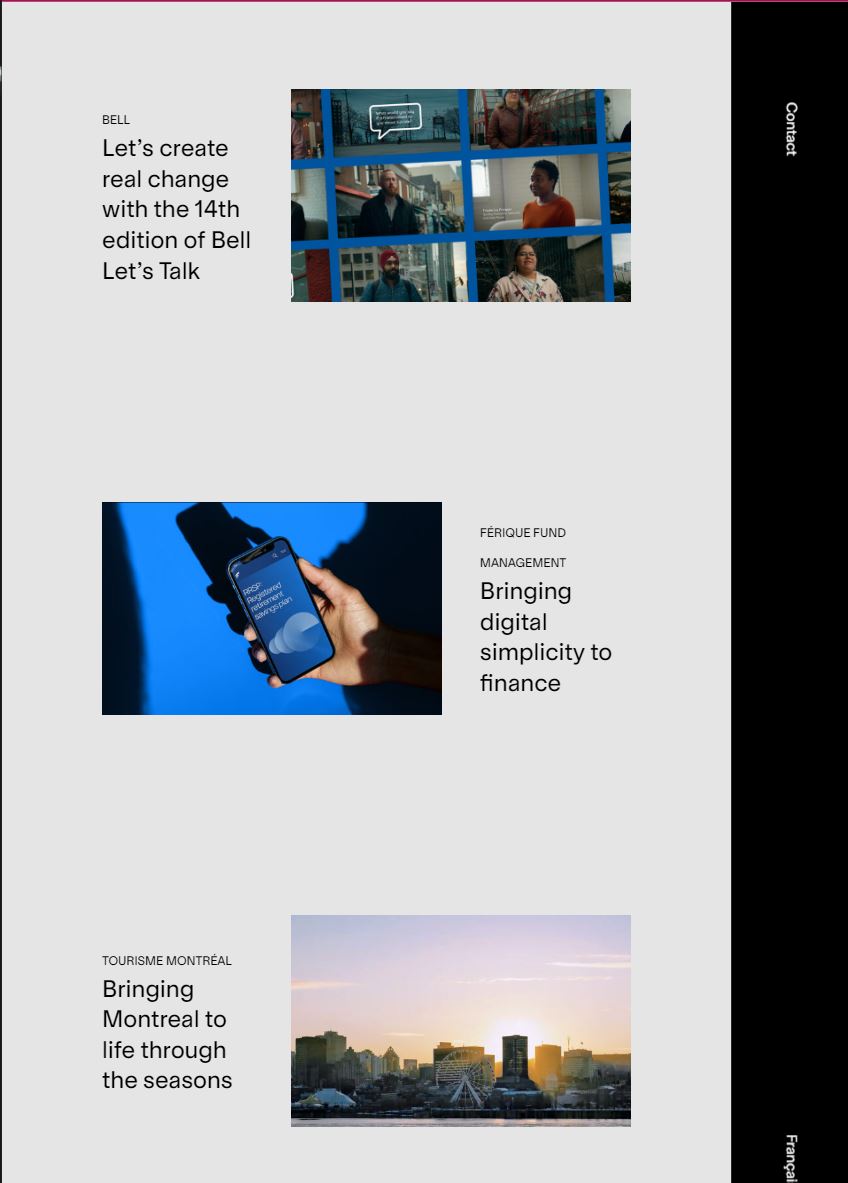 BELL
Let’s create
real change
with the 14th
edition of Bell
Let’s Talk
FÉRIQUE FUND
MANAGEMENT
Bringing
digital
simplicity to
finance
RRSP:
Registered
retirement
savings plan
TOURISME MONTRÉAL
Bringing
Montreal to
life through
the seasons
Contact
Françai